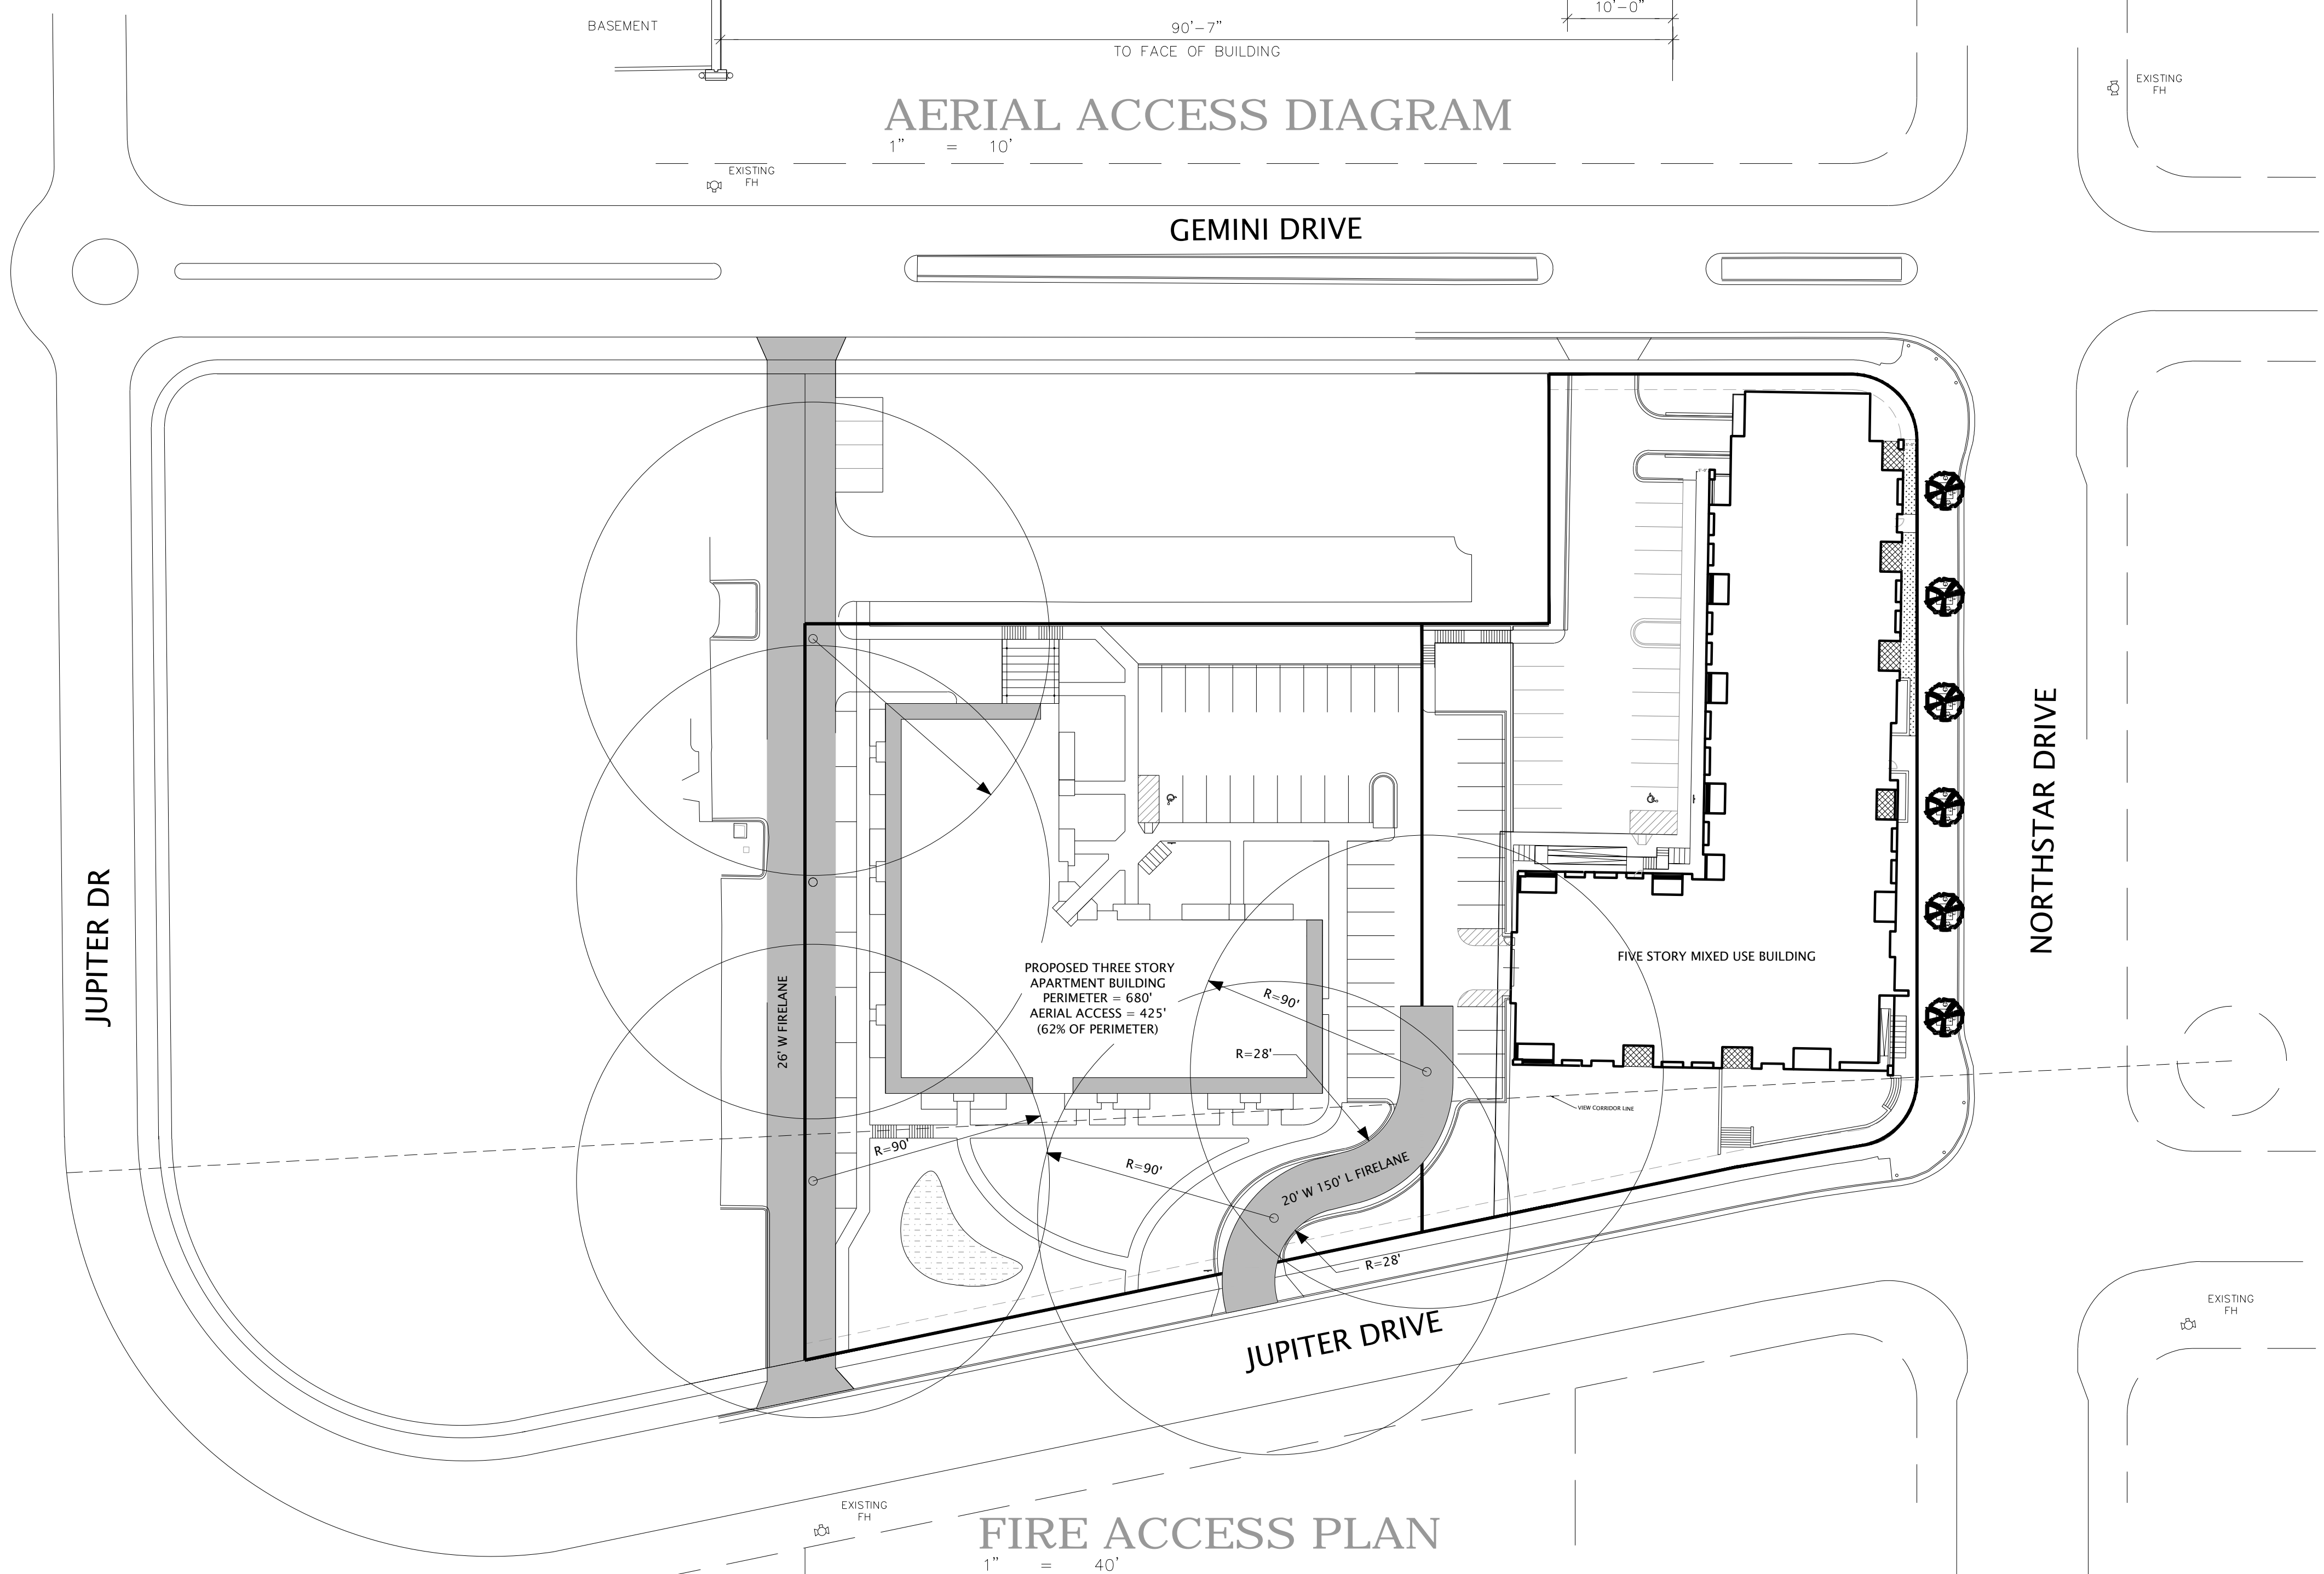 BASEMENT
90'-7"
TO FACE OF BUILDING
10'-0"
EXISTING
FH
AERIAL ACCESS DIAGRAM
1" = 10'
EXISTING
FH
GEMINI DRIVE
JUPITER DR
26' W FIRELANE
PROPOSED THREE STORY
APARTMENT BUILDING
PERIMETER = 680'
AERIAL ACCESS = 425'
(62% OF PERIMETER)
R=90'
R=28'
FIVE STORY MIXED USE BUILDING
NORTHSTAR DRIVE
VIEW CORRIDOR LINE
R=90'
R=90'
20' W 150' L FIRELANE
R=28'
JUPITER DRIVE
EXISTING
FH
EXISTING
FH
FIRE ACCESS PLAN
1" = 40'